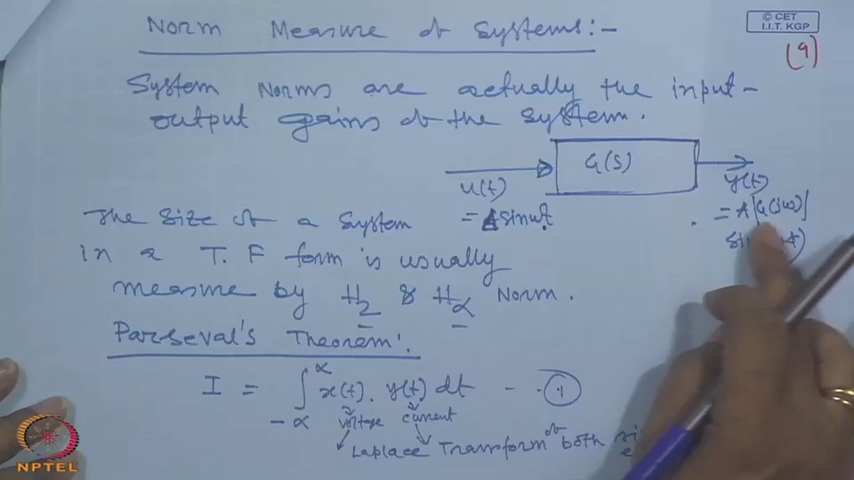 © CET
I.I.T. KGP
(9)
Norm Measure of Systems:-
System Norms are actually the input-
output gains of the system.
G(s)
u(t)
= A sinωt
y(t)
= A|G(jω)|
The size of a system
in a T.F form is usually
measure by H2 & H∝ Norm.
Parseval's Theorem:
I = ∫ x(t). y(t) dt - - ①
∝
-∝
voltage current
Laplace Transform of both
NPTEL